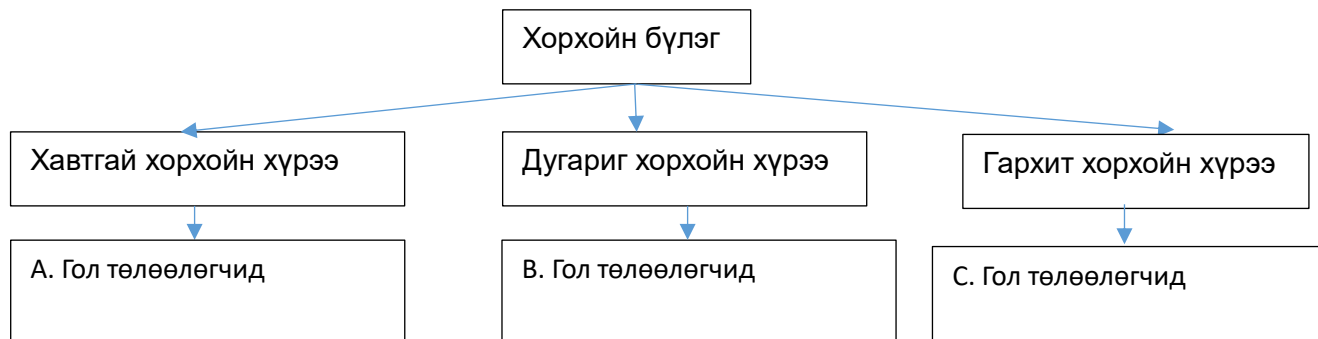 Хорхойн бүлэг
Хавтгай хорхойн хүрээ
Дугариг хорхойн хүрээ
Гархит хорхойн хүрээ
А. Гол төлөөлөгчид
В. Гол төлөөлөгчид
С. Гол төлөөлөгчид